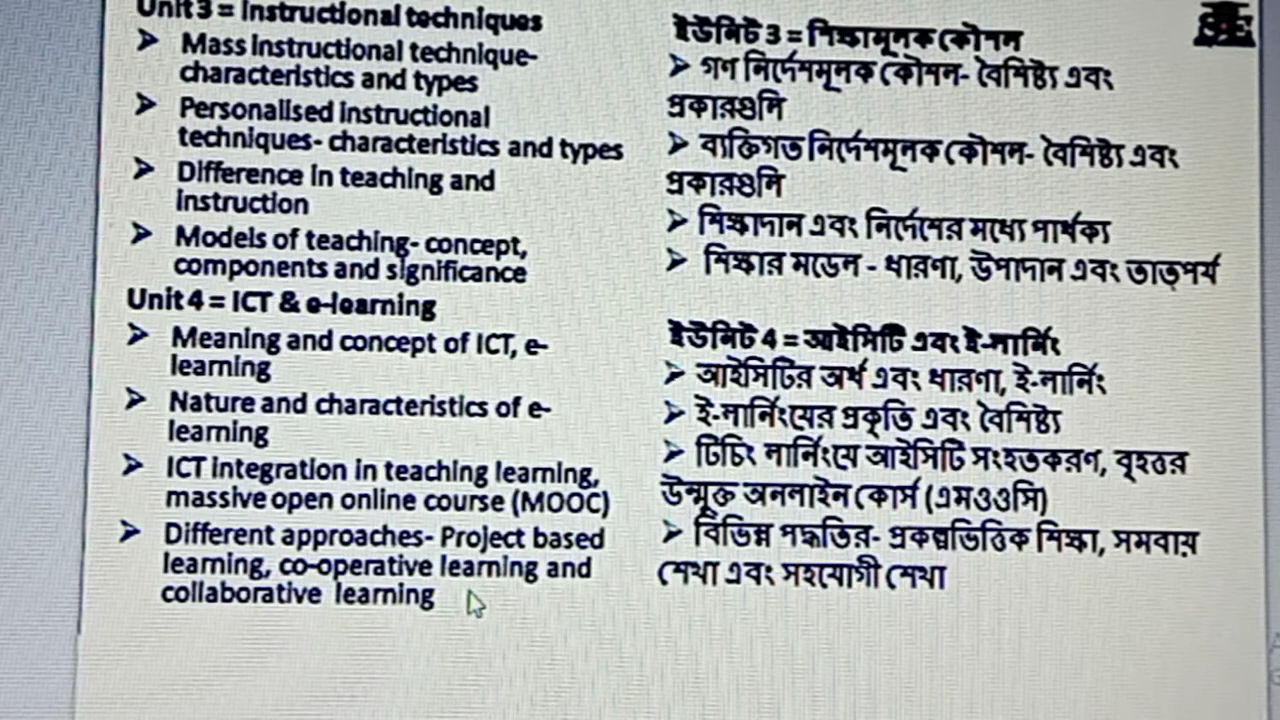 Unit 3 = Instructional techniques
➢ Mass instructional technique-
characteristics and types
➢ Personalised instructional
techniques- characteristics and types
➢ Difference in teaching and
instruction
➢ Models of teaching- concept,
components and significance
Unit 4 = ICT & e-learning
➢ Meaning and concept of ICT, e-
learning
➢ Nature and characteristics of e-
learning
➢ ICT integration in teaching learning,
massive open online course (MOOC)
➢ Different approaches- Project based
learning, co-operative learning and
collaborative learning
ইউনিট 3 = শিক্ষামূলক কৌশল
➢ গণ নির্দেশমূলক কৌশল- বৈশিষ্ট্য এবং
প্রকারগুলি
➢ ব্যক্তিগত নির্দেশমূলক কৌশল- বৈশিষ্ট্য এবং
প্রকারগুলি
➢ শিক্ষাদান এবং নির্দেশের মধ্যে পার্থক্য
➢ শিক্ষার মডেল - ধারণা, উপাদান এবং তাত্পর্য
ইউনিট 4 = আইসিটি এবং ই-লার্নিং
➢ আইসিটির অর্থ এবং ধারণা, ই-লার্নিং
➢ ই-লার্নিংয়ের প্রকৃতি এবং বৈশিষ্ট্য
➢ টিচিং লার্নিংয়ে আইসিটি সংহতকরণ, বৃহত্তর
উন্মুক্ত অনলাইন কোর্স (এমওওসি)
➢ বিভিন্ন পদ্ধতির- প্রকল্পভিত্তিক শিক্ষা, সমবায়
শেখা এবং সহযোগী শেখা